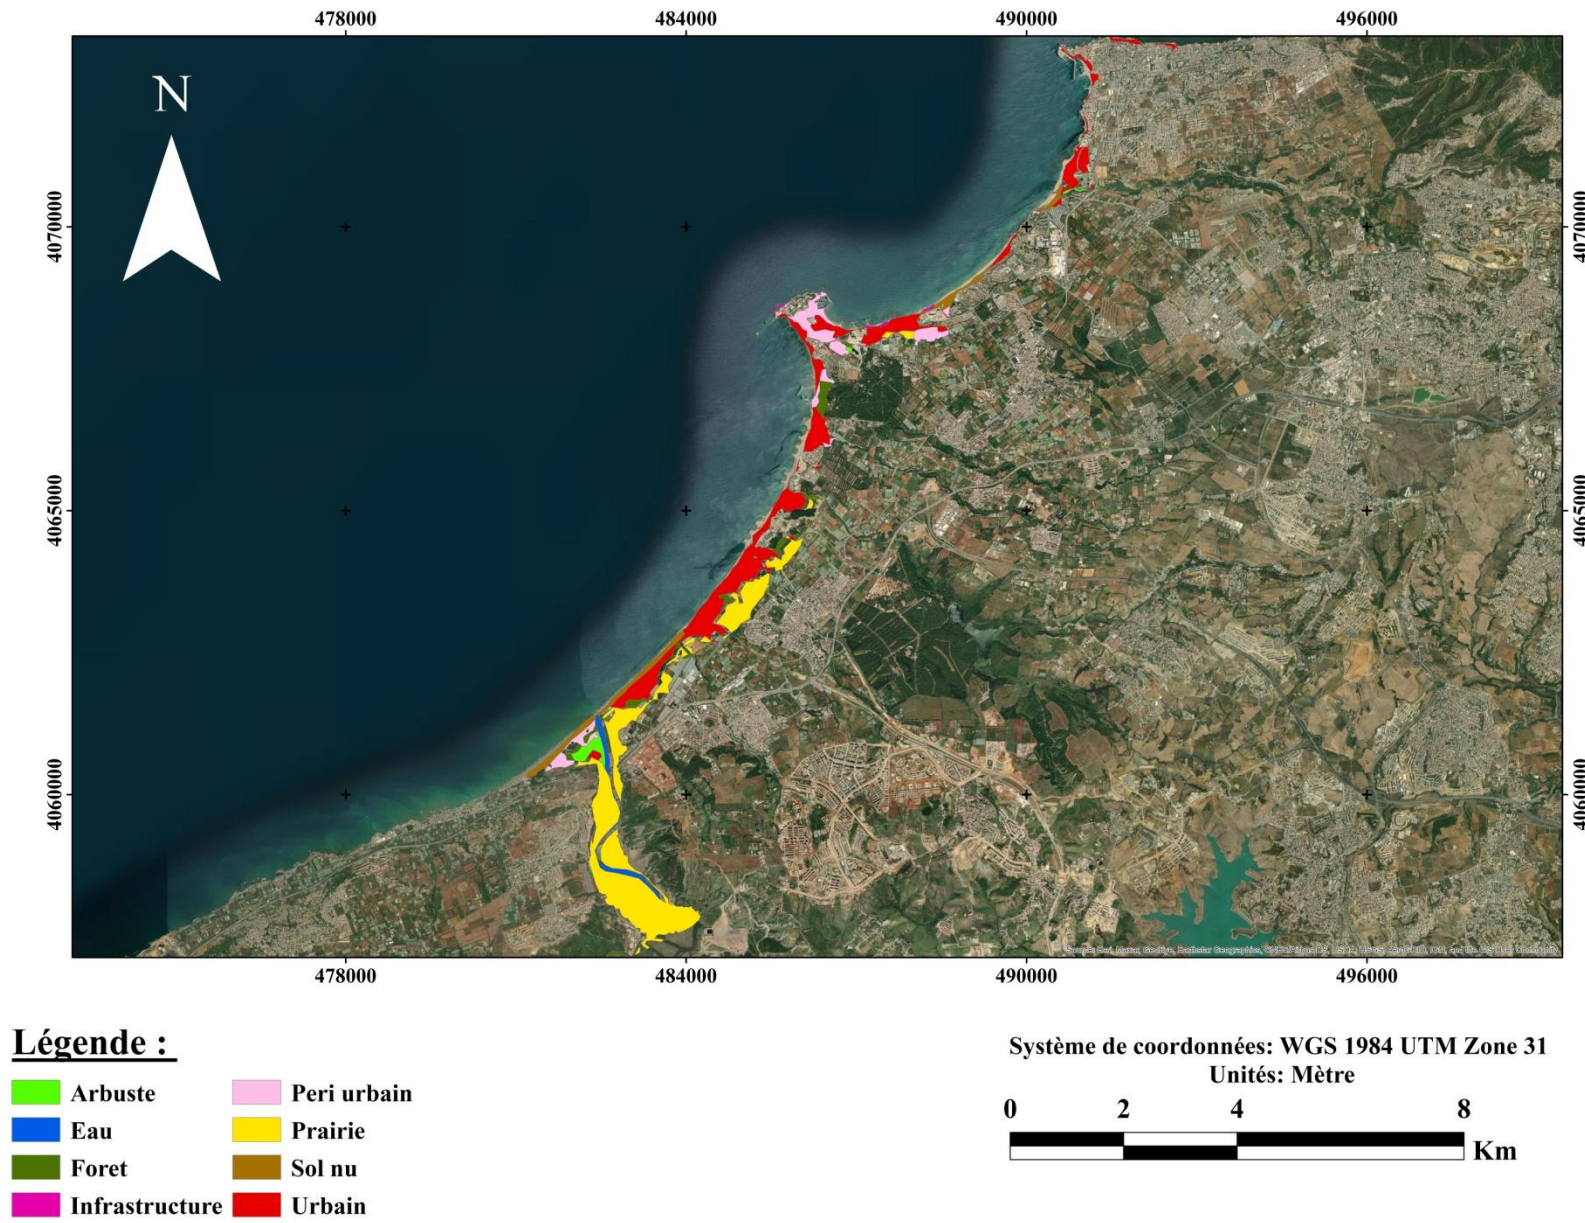 478000 484000 490000 496000
N
4070000 4070000
4065000 4065000
4060000 4060000
478000 484000 490000 496000
Légende :
Arbuste
Eau
Foret
Infrastructure
Peri urbain
Prairie
Sol nu
Urbain
Système de coordonnées: WGS 1984 UTM Zone 31
Unités: Mètre
0 2 4 8
Km